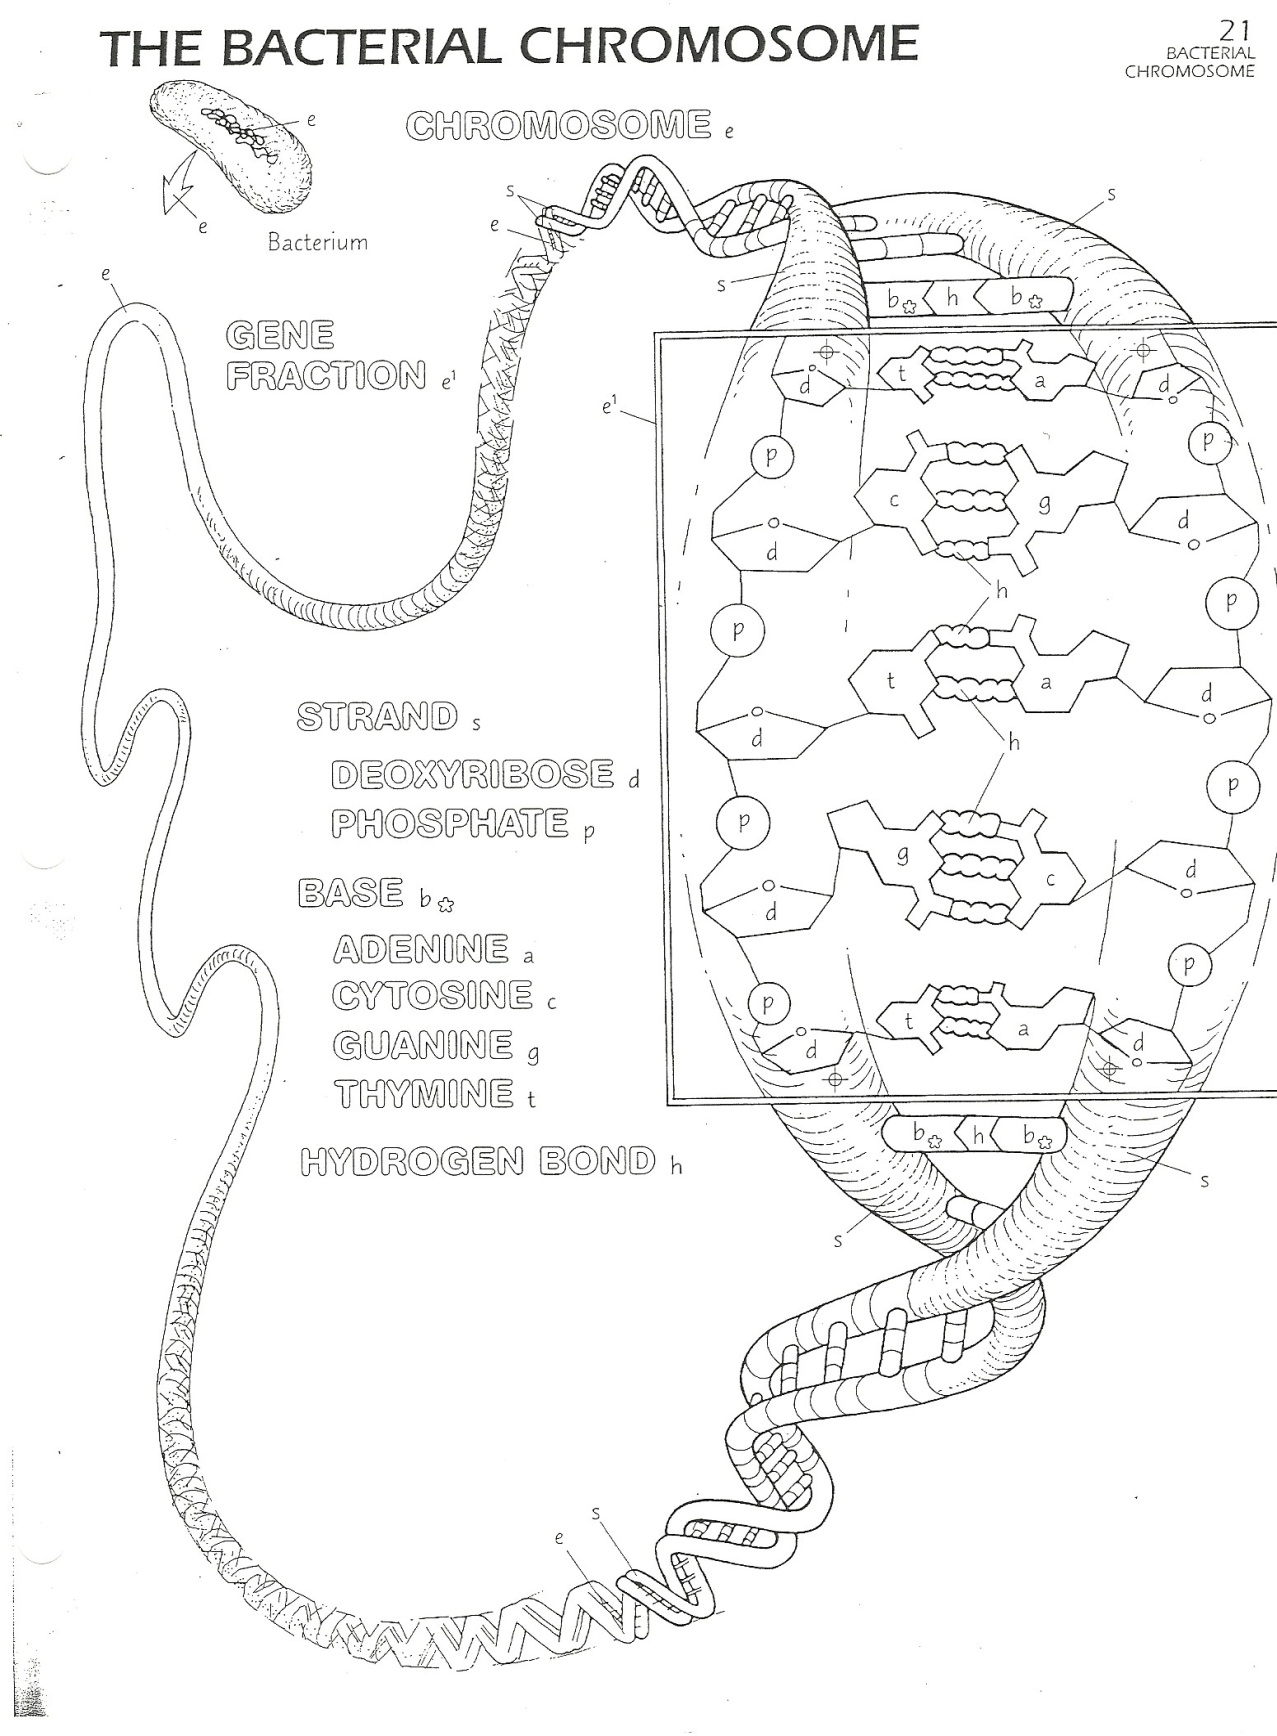 THE BACTERIAL CHROMOSOME
21
BACTERIAL
CHROMOSOME
e
CHROMOSOME e
e
Bacterium
s
e
s
s
e
GENE
FRACTION e¹
b☆ h b☆
e¹
d t a d
p p
c g
d d
h
p p
t a
d d
h
STRAND s
DEOXYRIBOSE d
PHOSPHATE p
p p
g c
d d
BASE b☆
ADENINE a
CYTOSINE c
GUANINE g
THYMINE t
p p
t a
d d
HYDROGEN BOND h
b☆ h b☆
s
s
s
e